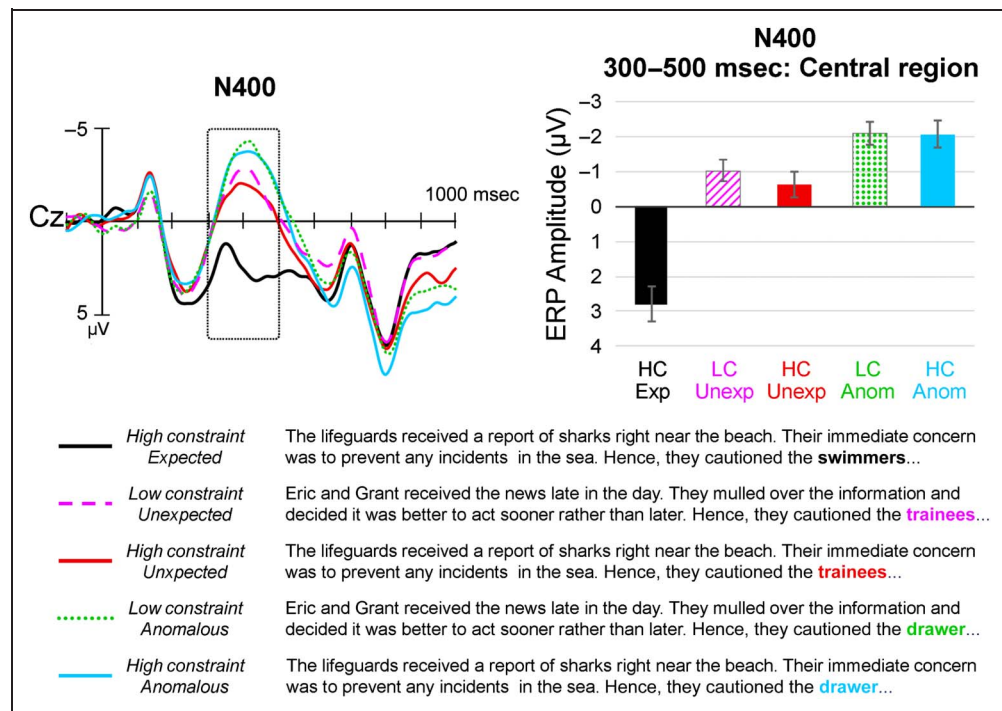 N400
–5
Cz
5
µV
1000 msec
N400
300–500 msec: Central region
ERP Amplitude (µV)
–3
–2
–1
0
1
2
3
4
HC
Exp
LC
Unexp
HC
Unexp
LC
Anom
HC
Anom
High constraint
Expected
The lifeguards received a report of sharks right near the beach. Their immediate concern
was to prevent any incidents in the sea. Hence, they cautioned the swimmers...
Low constraint
Unexpected
Eric and Grant received the news late in the day. They mulled over the information and
decided it was better to act sooner rather than later. Hence, they cautioned the trainees...
High constraint
Unxpected
The lifeguards received a report of sharks right near the beach. Their immediate concern
was to prevent any incidents in the sea. Hence, they cautioned the trainees...
Low constraint
Anomalous
Eric and Grant received the news late in the day. They mulled over the information and
decided it was better to act sooner rather than later. Hence, they cautioned the drawer...
High constraint
Anomalous
The lifeguards received a report of sharks right near the beach. Their immediate concern
was to prevent any incidents in the sea. Hence, they cautioned the drawer...